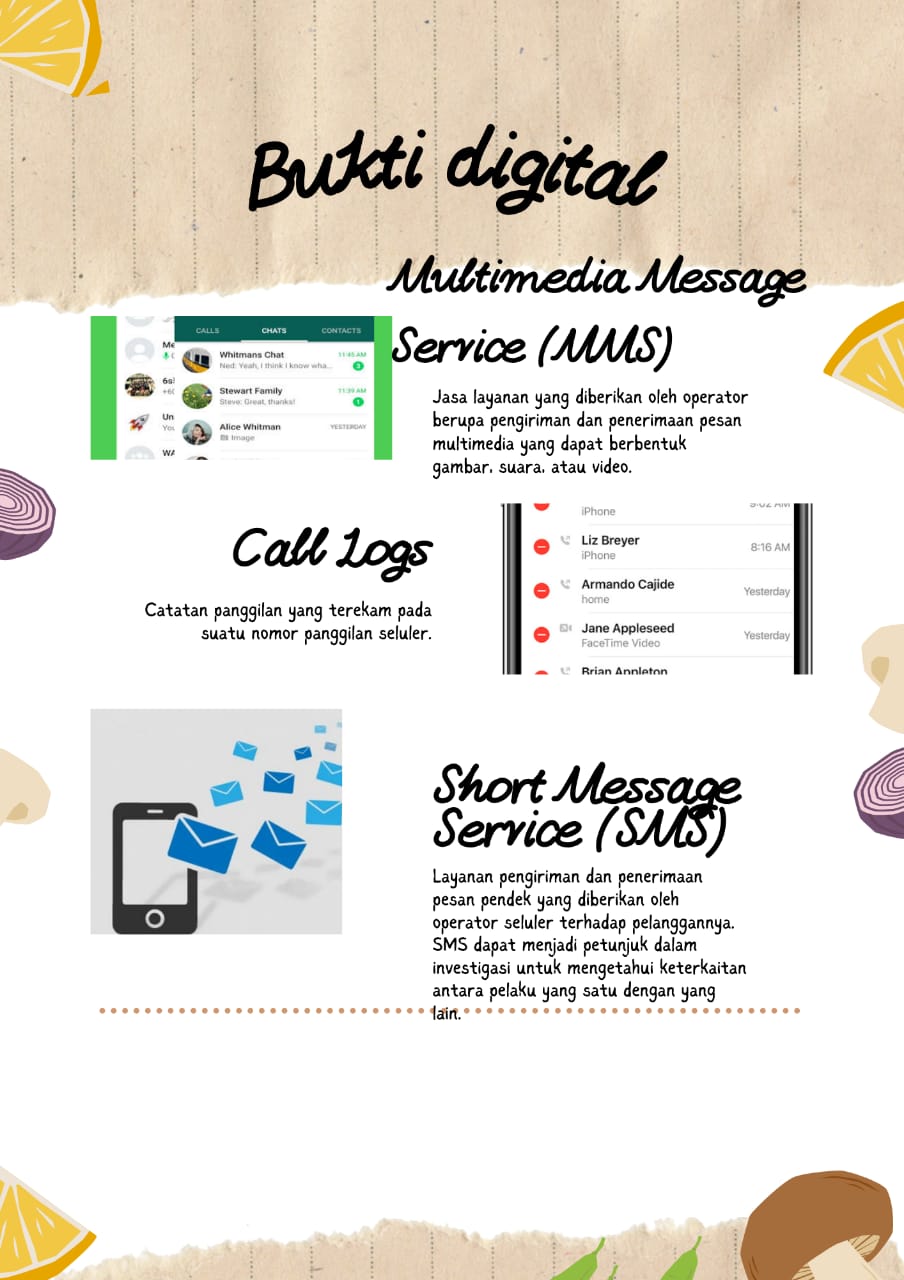 Bukti digital
Multimedia Message
Service (MMS)
CALLS CHATS CONTACTS
Whitmans Chat 11:45 AM
Ned: Yeah, I think i know wha... 3
Stewart Family 11:39 AM
Steve: Great, thanks! 1
Alice Whitman YESTERDAY
Image
Jasa layanan yang diberikan oleh operator
berupa pengiriman dan penerimaan pesan
multimedia yang dapat berbentuk
gambar, suara, atau video.
Call Logs
Catatan panggilan yang terekam pada
suatu nomor panggilan seluler.
iPhone
Liz Breyer 8:16 AM
iPhone
Armando Cajide Yesterday
home
Jane Appleseed Yesterday
FaceTime Video
Brian Appleton
Short Message
Service (SMS)
Layanan pengiriman dan penerimaan
pesan pendek yang diberikan oleh
operator seluler terhadap pelanggannya.
SMS dapat menjadi petunjuk dalam
investigasi untuk mengetahui keterkaitan
antara pelaku yang satu dengan yang
lain.